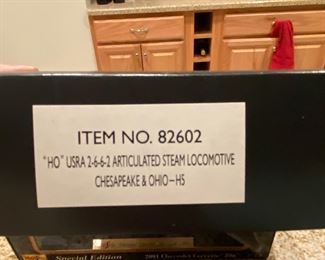 ITEM NO. 82602
"HO" USRA 2-6-6-2 ARTICULATED STEAM LOCOMOTIVE
CHESAPEAKE & OHIO-H5
Special Edition